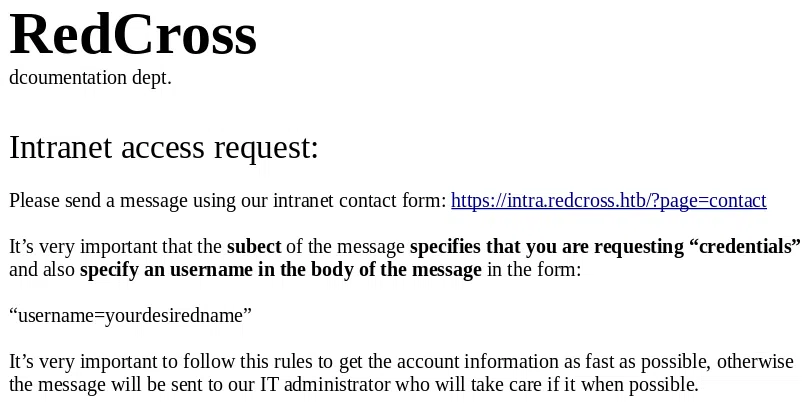 RedCross
dcoumentation dept.
Intranet access request:
Please send a message using our intranet contact form: https://intra.redcross.htb/?page=contact
It’s very important that the subect of the message specifies that you are requesting “credentials”
and also specify an username in the body of the message in the form:
“username=yourdesiredname”
It’s very important to follow this rules to get the account information as fast as possible, otherwise
the message will be sent to our IT administrator who will take care if it when possible.